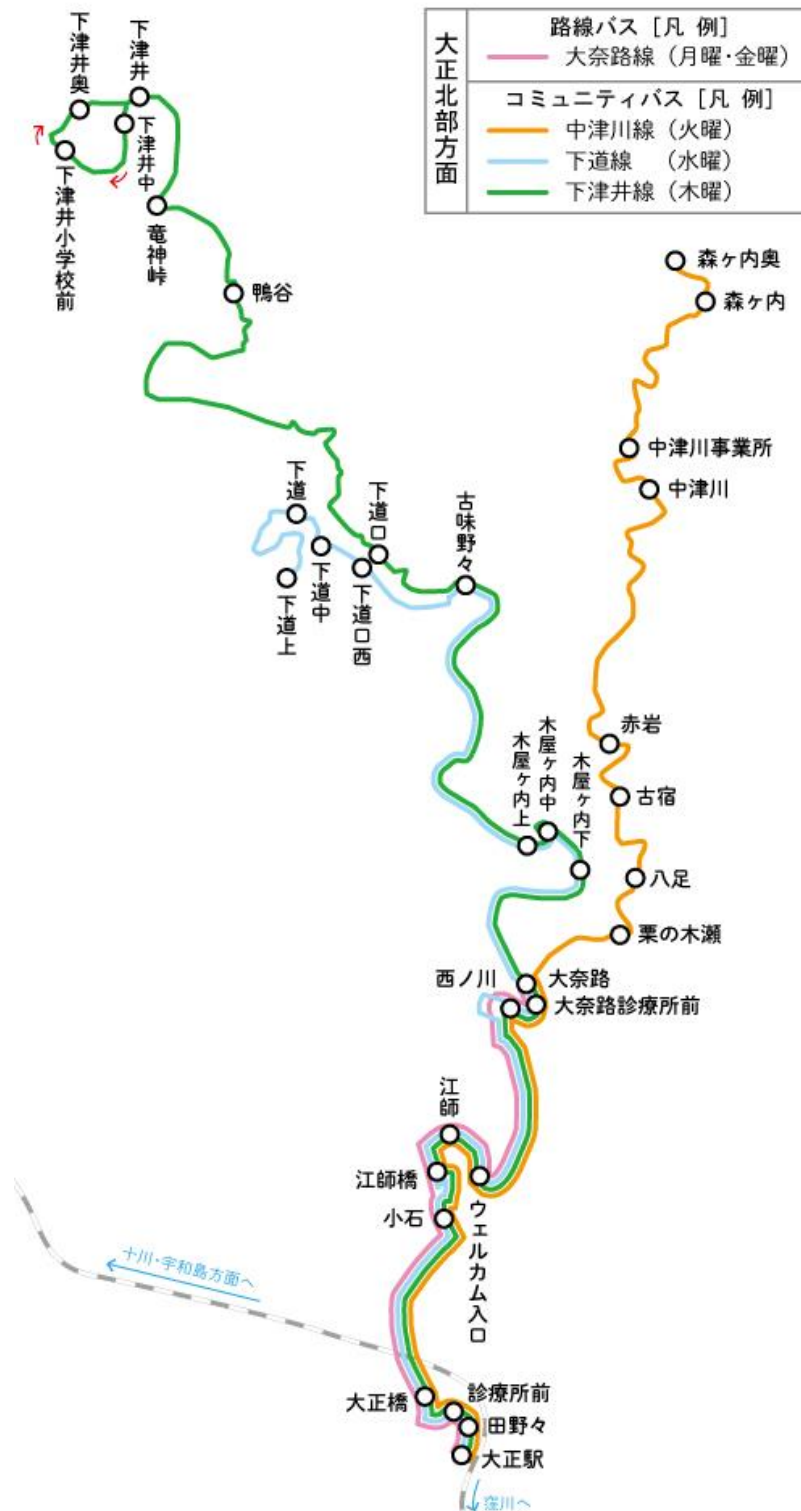 大正北部方面
路線バス [凡 例]
大奈路線（月曜・金曜）
コミュニティバス [凡 例]
中津川線（火曜）
下道線 （水曜）
下津井線（木曜）
下津井奥
下津井
下津井中
下津井小学校前
竜神峠
鴨谷
森ヶ内奥
森ヶ内
中津川事業所
中津川
下道
下道口
古味野々
下道中
下道口西
下道上
赤岩
木屋ヶ内中
木屋ヶ内上
木屋ヶ内下
古宿
八足
栗の木瀬
西ノ川
大奈路
大奈路診療所前
江師
江師橋
ウェルカム入口
小石
十川・宇和島方面へ
大正橋
診療所前
田野々
大正駅
窪川へ